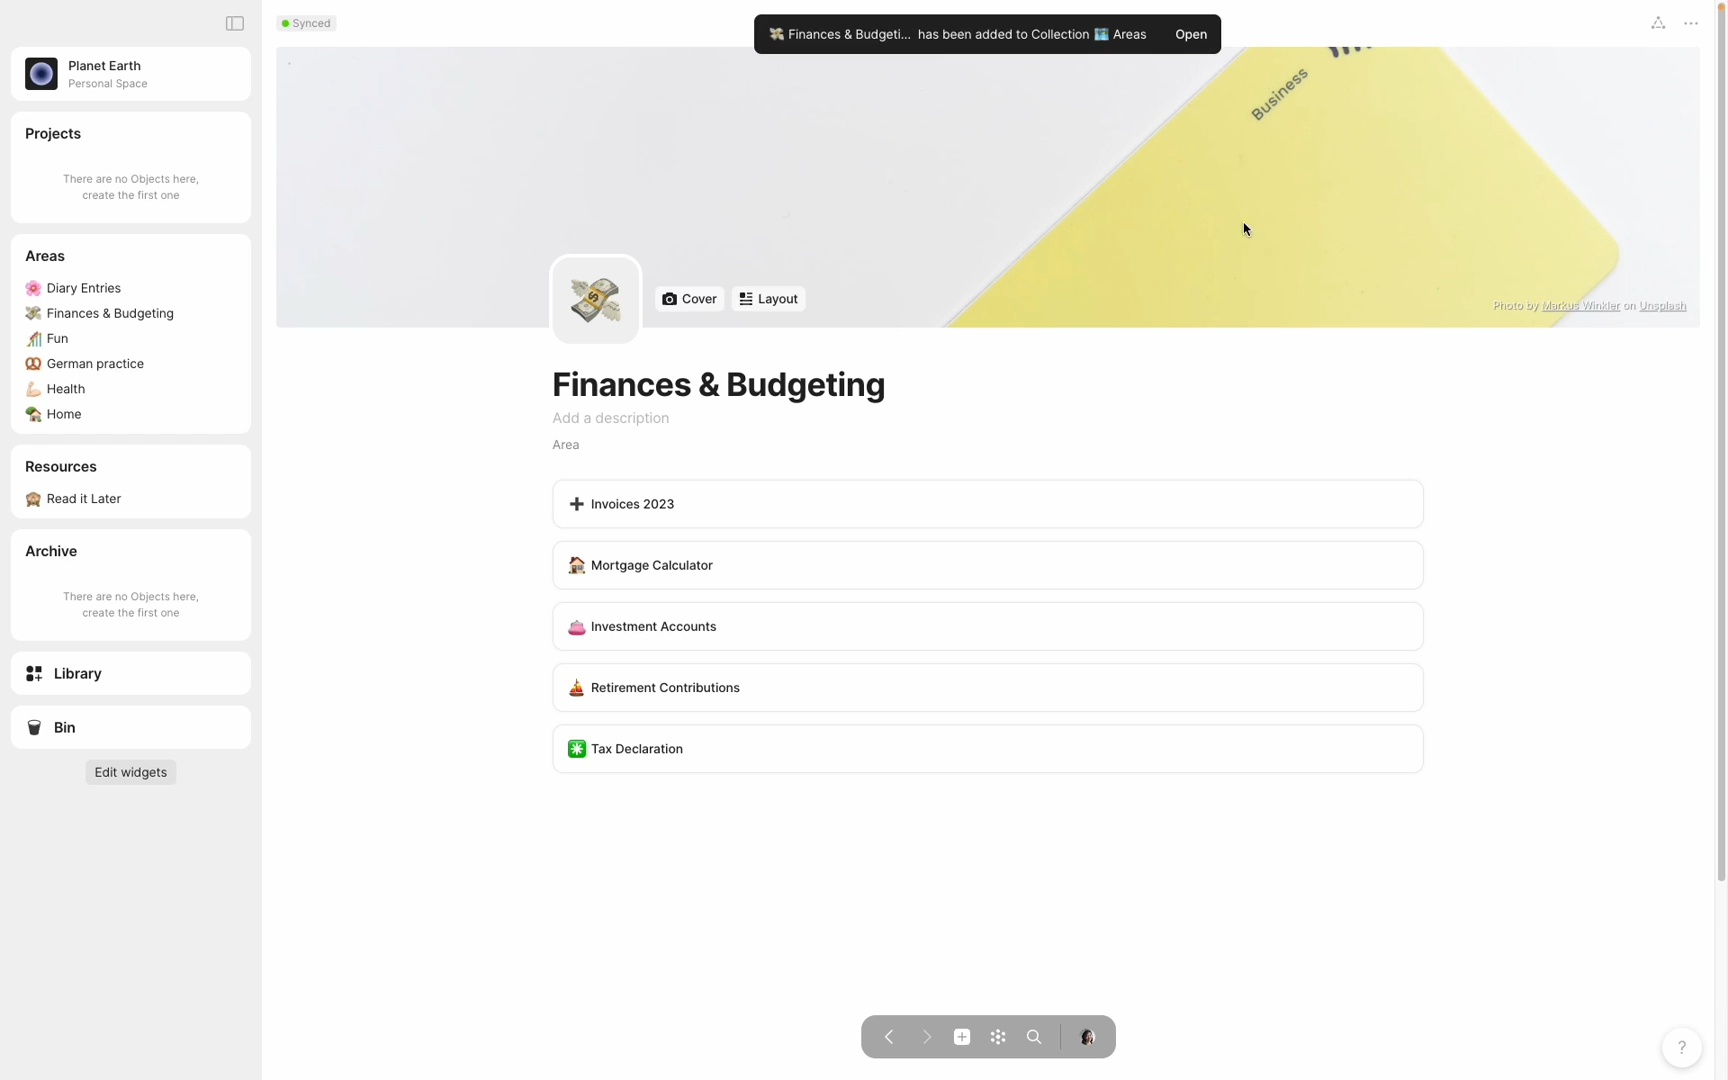 Synced
Finances & Budgeti... has been added to Collection Areas Open
Planet Earth
Personal Space
Projects
There are no Objects here,
create the first one
Areas
Diary Entries
Finances & Budgeting
Fun
German practice
Health
Home
Resources
Read it Later
Archive
There are no Objects here,
create the first one
Library
Bin
Edit widgets
Business
Cover Layout
Photo by Markus Winkler on Unsplash
Finances & Budgeting
Add a description
Area
Invoices 2023
Mortgage Calculator
Investment Accounts
Retirement Contributions
Tax Declaration
?